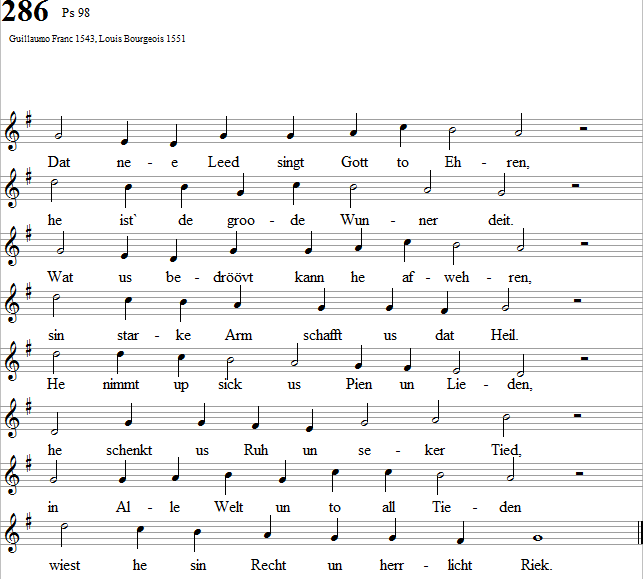 286 Ps 98
Guillaumo Franc 1543, Louis Bourgeois 1551
Dat ne - e Leed singt Gott to Eh - ren,
he ist` de groo - de Wun - ner deit.
Wat us be - dröövt kann he af - weh - ren,
sin star - ke Arm schafft us dat Heil.
He nimmt up sick us Pien un Lie - den,
he schenkt us Ruh un se - ker Tied,
in Al - le Welt un to all Tie - den
wiest he sin Recht un herr - licht Riek.